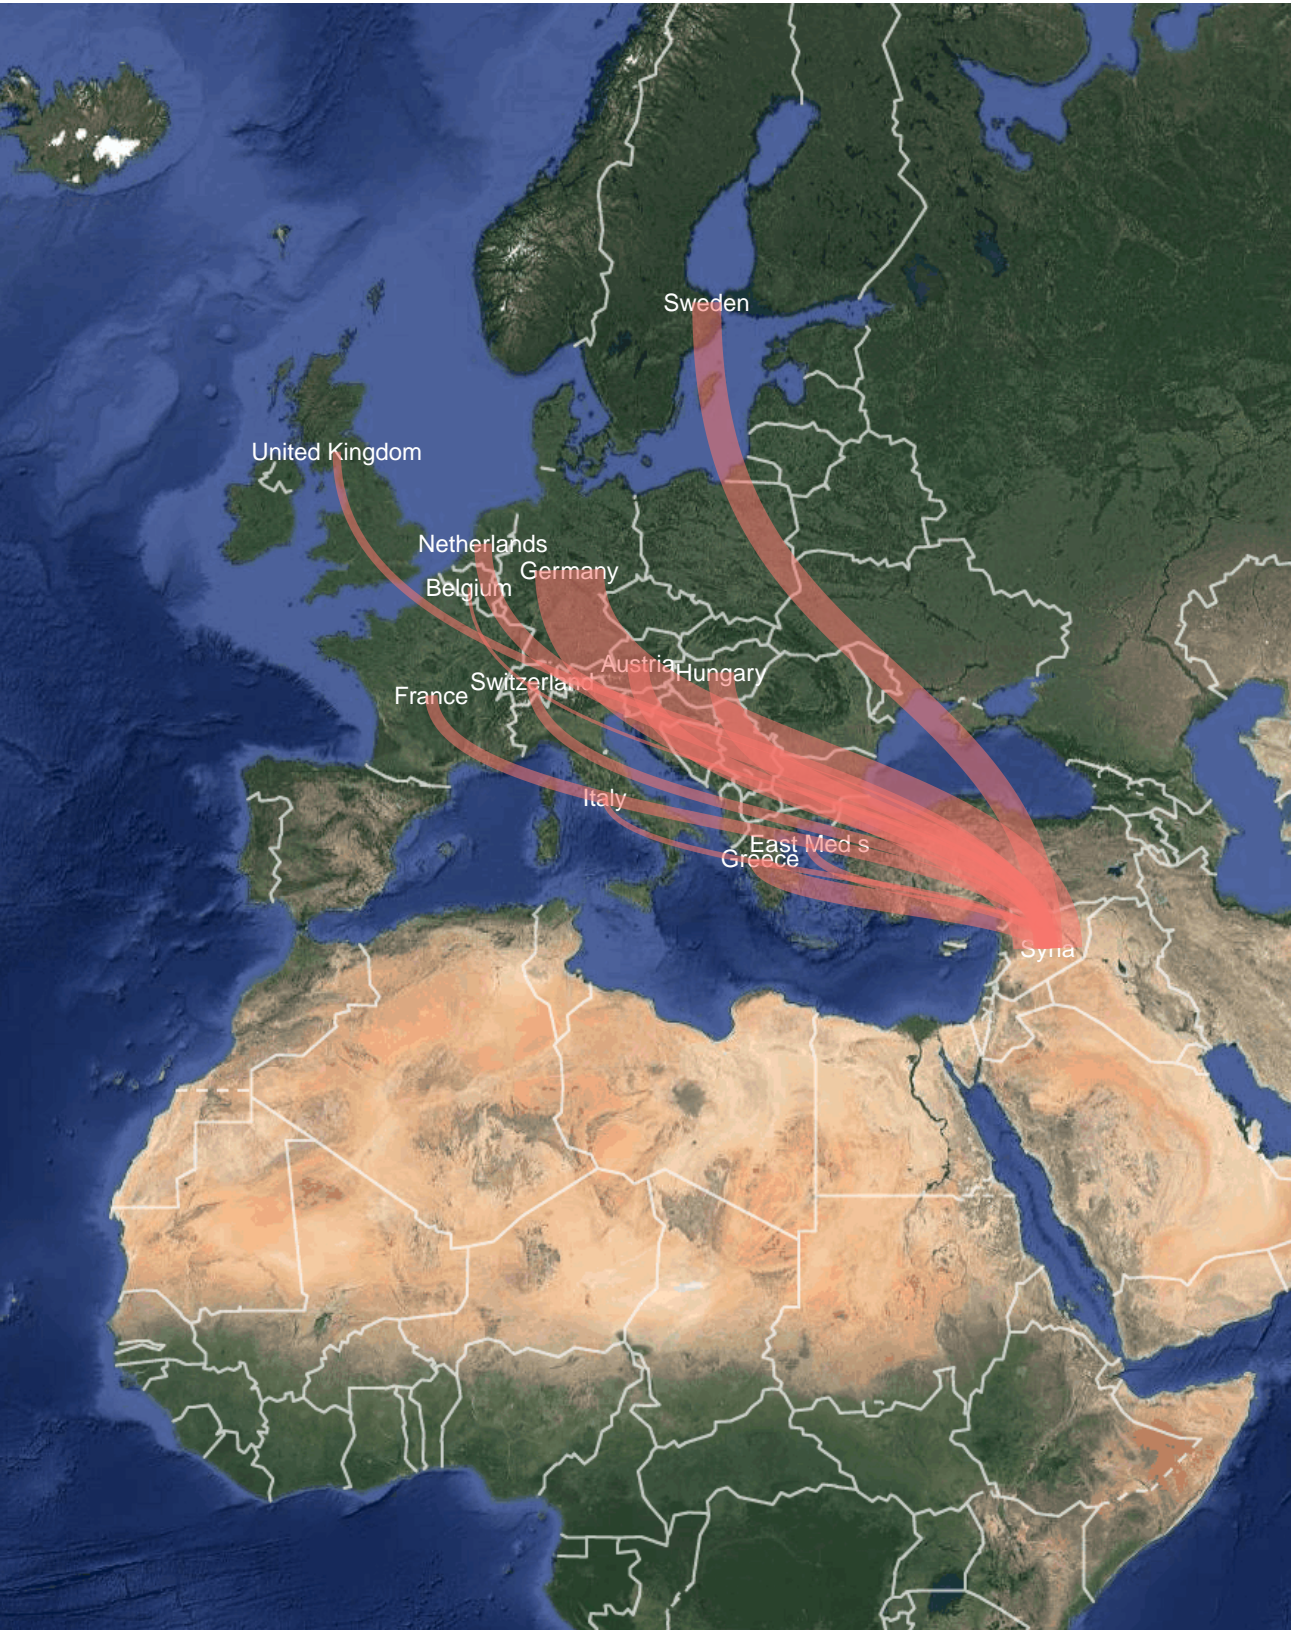 Sweden
United Kingdom
Netherlands
Germany
Belgium
Austria
Hungary
Switzerland
France
Italy
East Med s
Greece
Syria